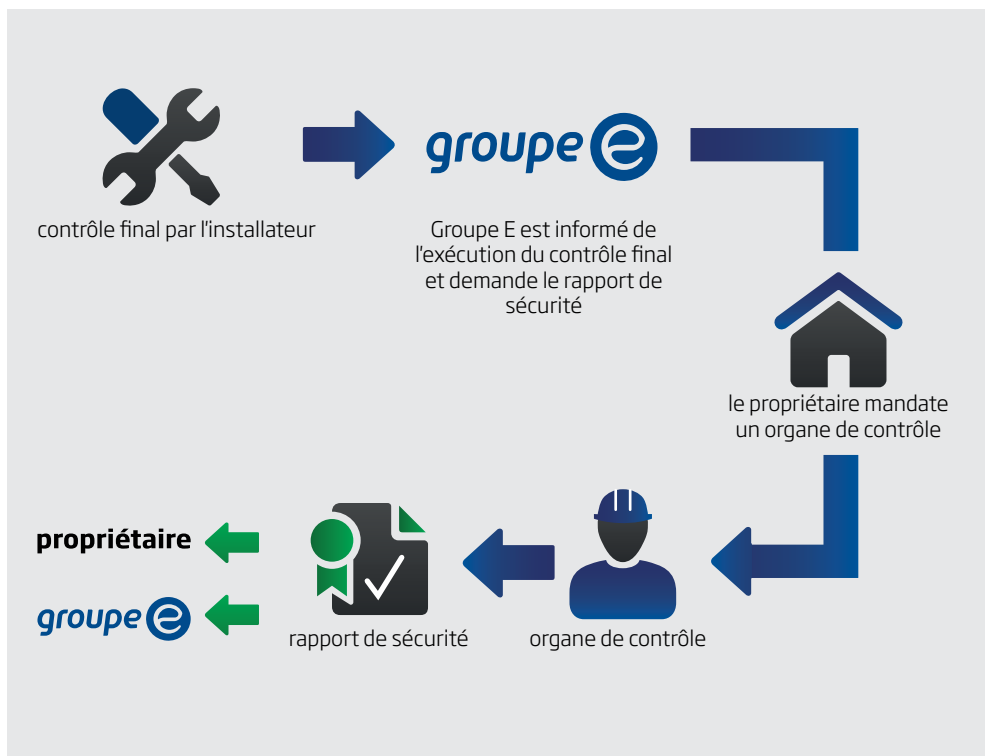 groupe e
contrôle final par l'installateur
Groupe E est informé de
l'exécution du contrôle final
et demande le rapport de
sécurité
le propriétaire mandate
un organe de contrôle
propriétaire
groupe e
rapport de sécurité
organe de contrôle